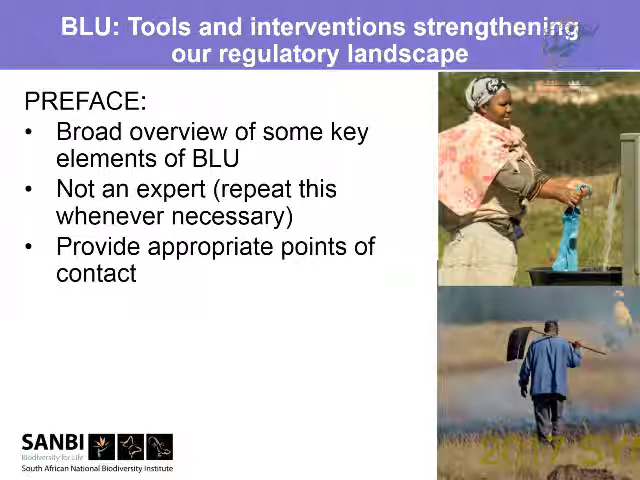 BLU: Tools and interventions strengthening
our regulatory landscape
PREFACE:
• Broad overview of some key
elements of BLU
• Not an expert (repeat this
whenever necessary)
• Provide appropriate points of
contact
SANBI
Biodiversity for Life
South African National Biodiversity Institute
2017 SY